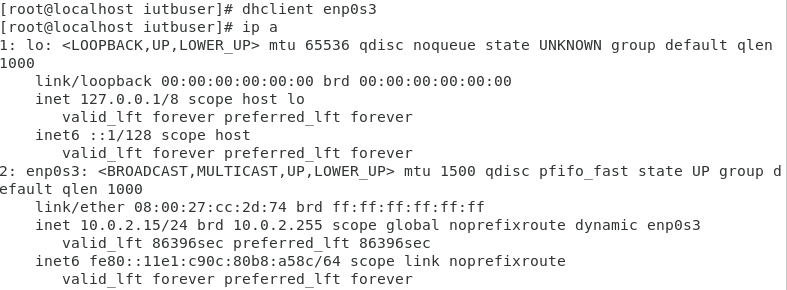 [root@localhost iutbuser]# dhclient enp0s3
[root@localhost iutbuser]# ip a
1: lo: <LOOPBACK,UP,LOWER_UP> mtu 65536 qdisc noqueue state UNKNOWN group default qlen
1000
    link/loopback 00:00:00:00:00:00 brd 00:00:00:00:00:00
    inet 127.0.0.1/8 scope host lo
       valid_lft forever preferred_lft forever
    inet6 ::1/128 scope host
       valid_lft forever preferred_lft forever
2: enp0s3: <BROADCAST,MULTICAST,UP,LOWER_UP> mtu 1500 qdisc pfifo_fast state UP group d
efault qlen 1000
    link/ether 08:00:27:cc:2d:74 brd ff:ff:ff:ff:ff:ff
    inet 10.0.2.15/24 brd 10.0.2.255 scope global noprefixroute dynamic enp0s3
       valid_lft 86396sec preferred_lft 86396sec
    inet6 fe80::11e1:c90c:80b8:a58c/64 scope link noprefixroute
       valid_lft forever preferred_lft forever